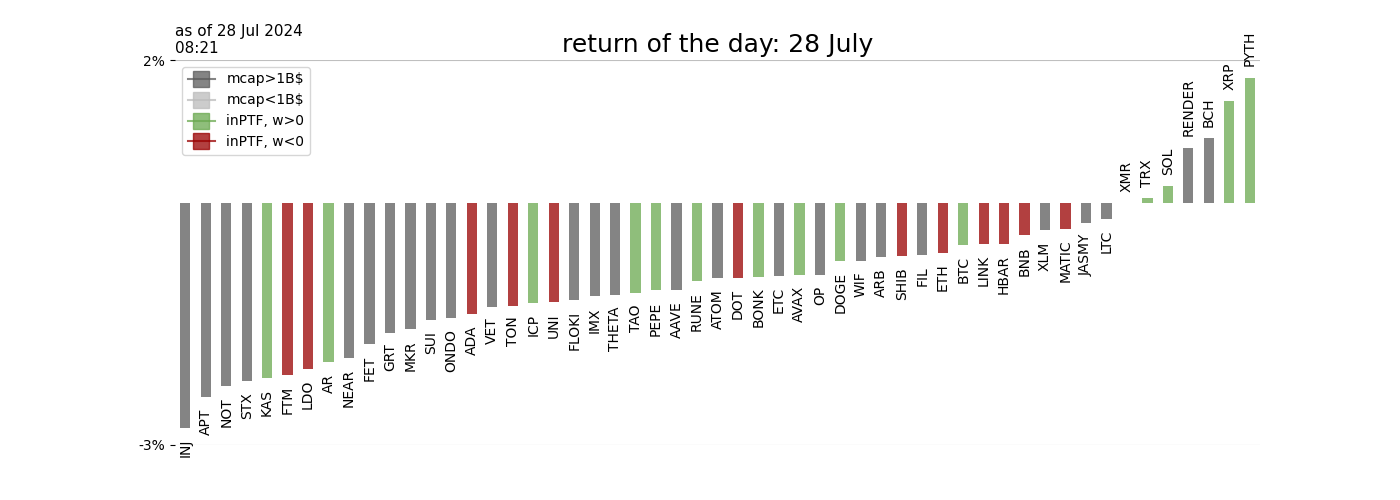 as of 28 Jul 2024
08:21
return of the day: 28 July
2%
mcap>1B$
mcap<1B$
inPTF, w>0
inPTF, w<0
-3%
INJ
APT
NOT
STX
KAS
FTM
LDO
AR
NEAR
FET
GRT
MKR
SUI
ONDO
ADA
VET
TON
ICP
UNI
FLOKI
IMX
THETA
TAO
PEPE
AAVE
RUNE
ATOM
DOT
BONK
ETC
AVAX
OP
DOGE
WIF
ARB
SHIB
FIL
ETH
BTC
LINK
HBAR
BNB
XLM
MATIC
JASMY
LTC
XMR
TRX
SOL
RENDER
BCH
XRP
PYTH